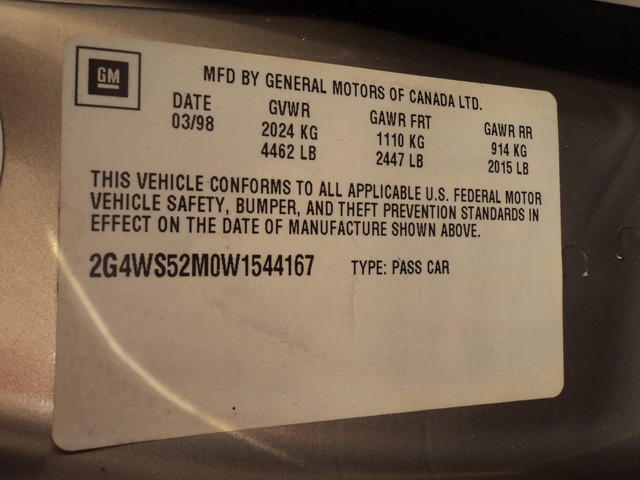 GM
MFD BY GENERAL MOTORS OF CANADA LTD.
DATE GVWR GAWR FRT GAWR RR
03/98 2024 KG 1110 KG 914 KG
4462 LB 2447 LB 2015 LB
THIS VEHICLE CONFORMS TO ALL APPLICABLE U.S. FEDERAL MOTOR
VEHICLE SAFETY, BUMPER, AND THEFT PREVENTION STANDARDS IN
EFFECT ON THE DATE OF MANUFACTURE SHOWN ABOVE.
2G4WS52M0W1544167 TYPE: PASS CAR